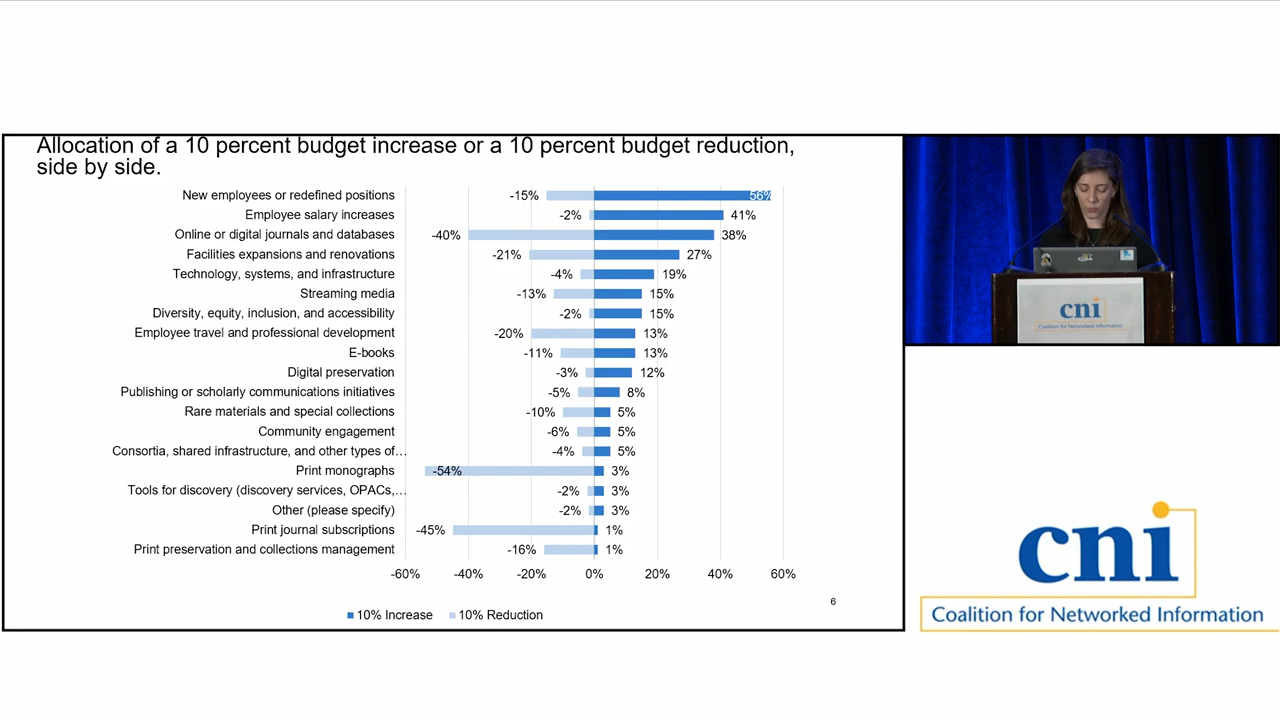 Allocation of a 10 percent budget increase or a 10 percent budget reduction,
side by side.
New employees or redefined positions -15% 56%
Employee salary increases -2% 41%
Online or digital journals and databases -40% 38%
Facilities expansions and renovations -21% 27%
Technology, systems, and infrastructure -4% 19%
Streaming media -13% 15%
Diversity, equity, inclusion, and accessibility -2% 15%
Employee travel and professional development -20% 13%
E-books -11% 13%
Digital preservation -3% 12%
Publishing or scholarly communications initiatives -5% 8%
Rare materials and special collections -10% 5%
Community engagement -6% 5%
Consortia, shared infrastructure, and other types of… -4% 5%
Print monographs -54% 3%
Tools for discovery (discovery services, OPACs,… -2% 3%
Other (please specify) -2% 3%
Print journal subscriptions -45% 1%
Print preservation and collections management -16% 1%
-60% -40% -20% 0% 20% 40% 60%
6
10% Increase 10% Reduction
cni
Coalition for Networked Information
cni
Coalition for Networked Information